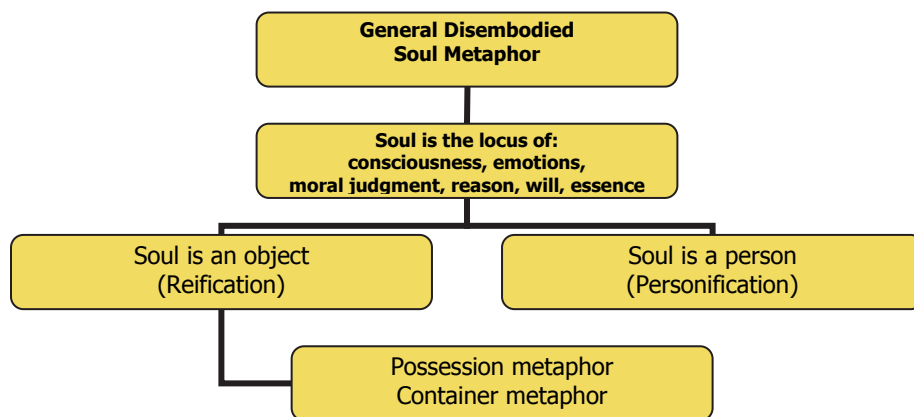 General Disembodied
Soul Metaphor
Soul is the locus of:
consciousness, emotions,
moral judgment, reason, will, essence
Soul is an object
(Reification)
Soul is a person
(Personification)
Possession metaphor
Container metaphor